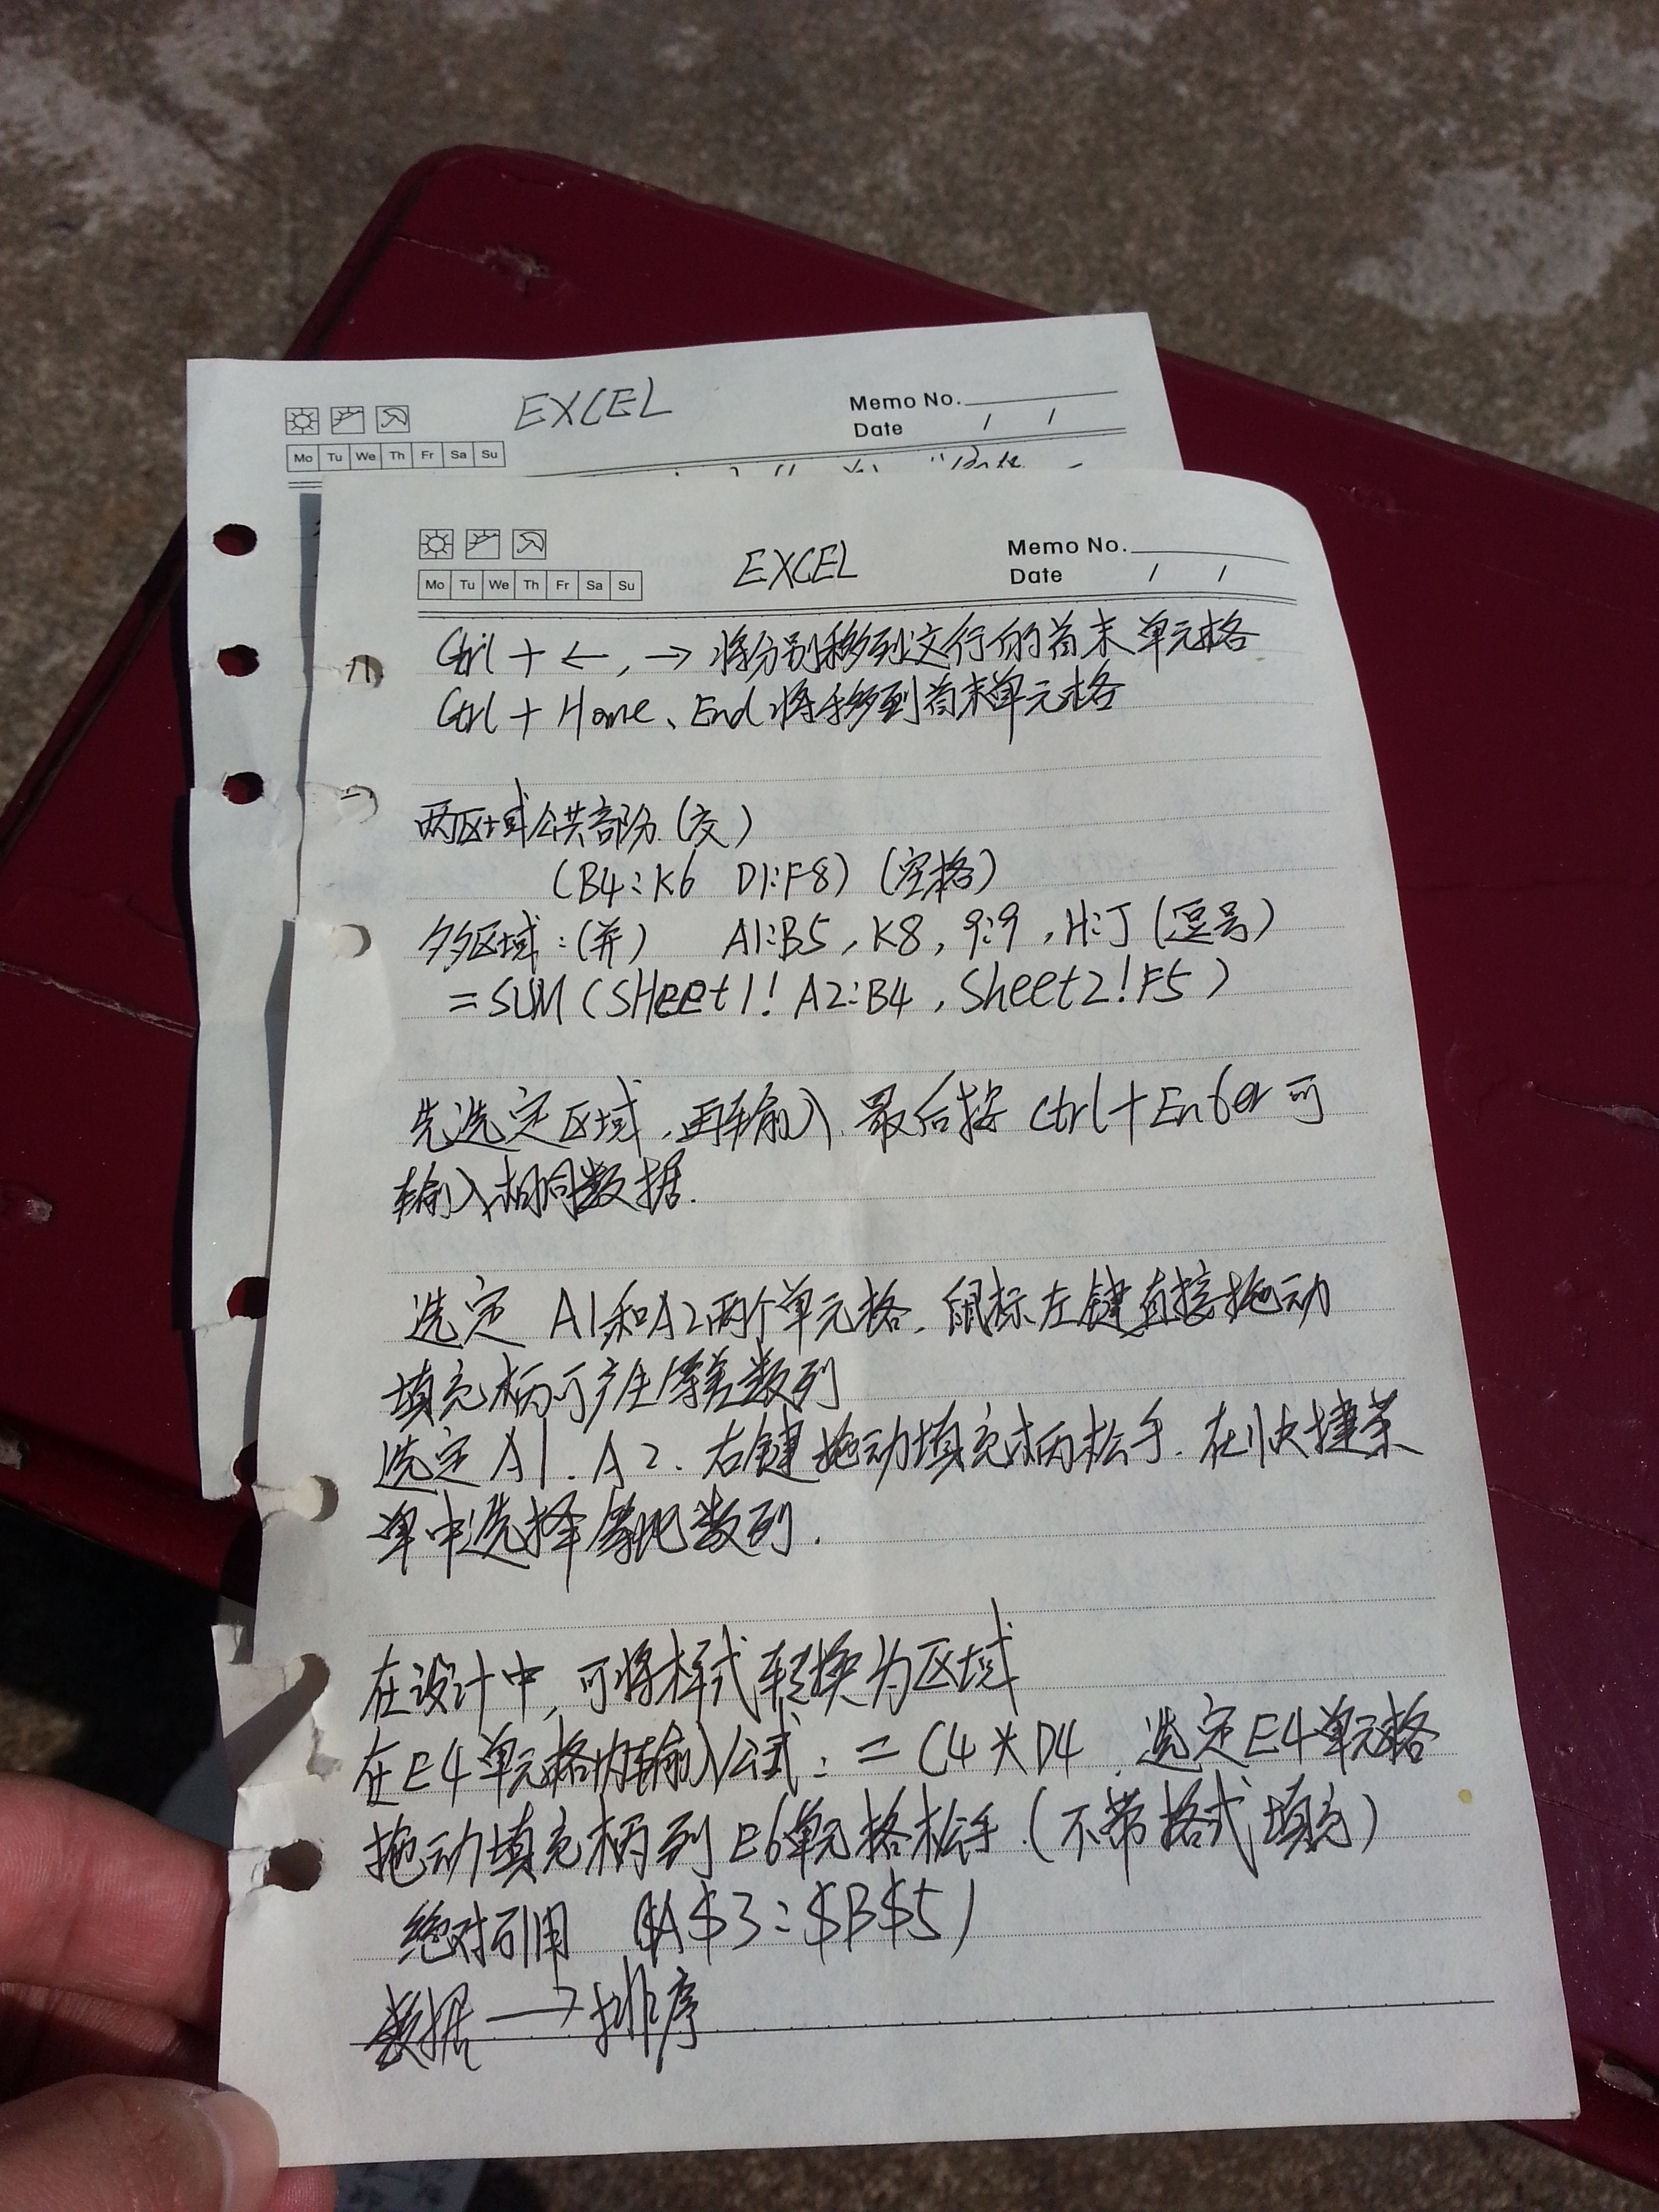 EXCEL
Memo No.
Date / /
Mo Tu We Th Fr Sa Su
EXCEL
Memo No.
Date / /
Mo Tu We Th Fr Sa Su
Ctrl + ←, → 将分别移到文行的首末单元格
Ctrl + Home、End 将移到首末单元格
两区域公共部分(交)
(B4:K6 D1:F8) (空格)
多区域:(并) A1:B5, K8, 9:9, H:J (逗号)
=SUM(SHeet1! A2:B4, Sheet2!F5)
先选定区域,再输入,最后按 Ctrl+Enter 可
输入相同数据.
选定 A1和A2两个单元格,鼠标左键直接拖动
填充柄可产生等差数列
选定 A1、A2、右键拖动填充柄松手.在快捷菜
单中选择等比数列.
在设计中,可将样式转换为区域
在E4单元格内输入公式:=C4*D4,选定E4单元格
拖动填充柄到E6单元格松手(不带格式填充)
绝对引用 ($A$3:$B$5)
数据→排序